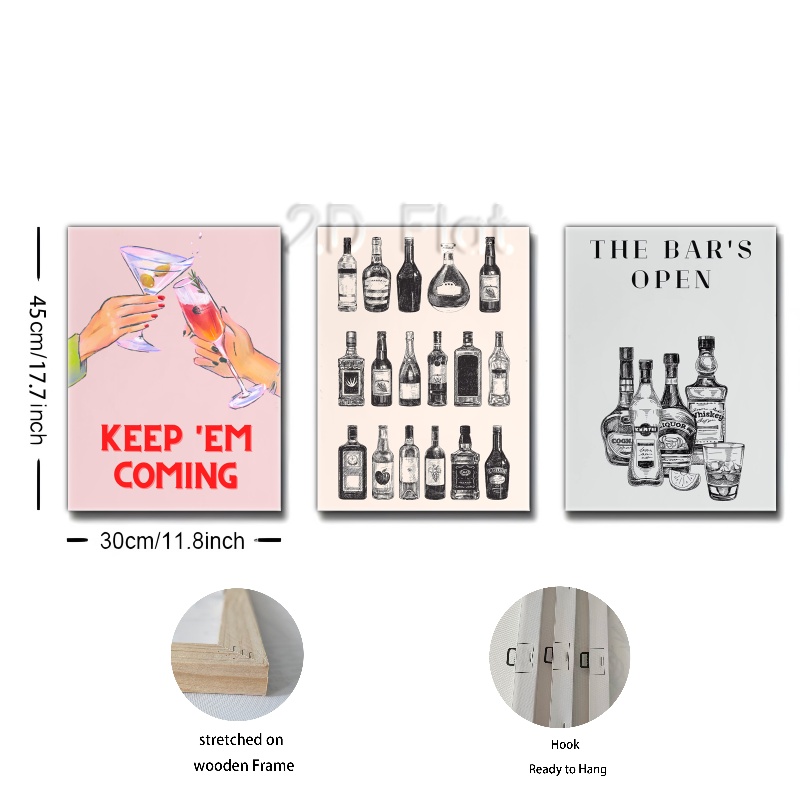 2D Flat
45cm/17.7inch
KEEP 'EM
COMING
THE BAR'S
OPEN
COGN
LIQUOR
Whiskey
30cm/11.8inch
stretched on
wooden Frame
Hook
Ready to Hang